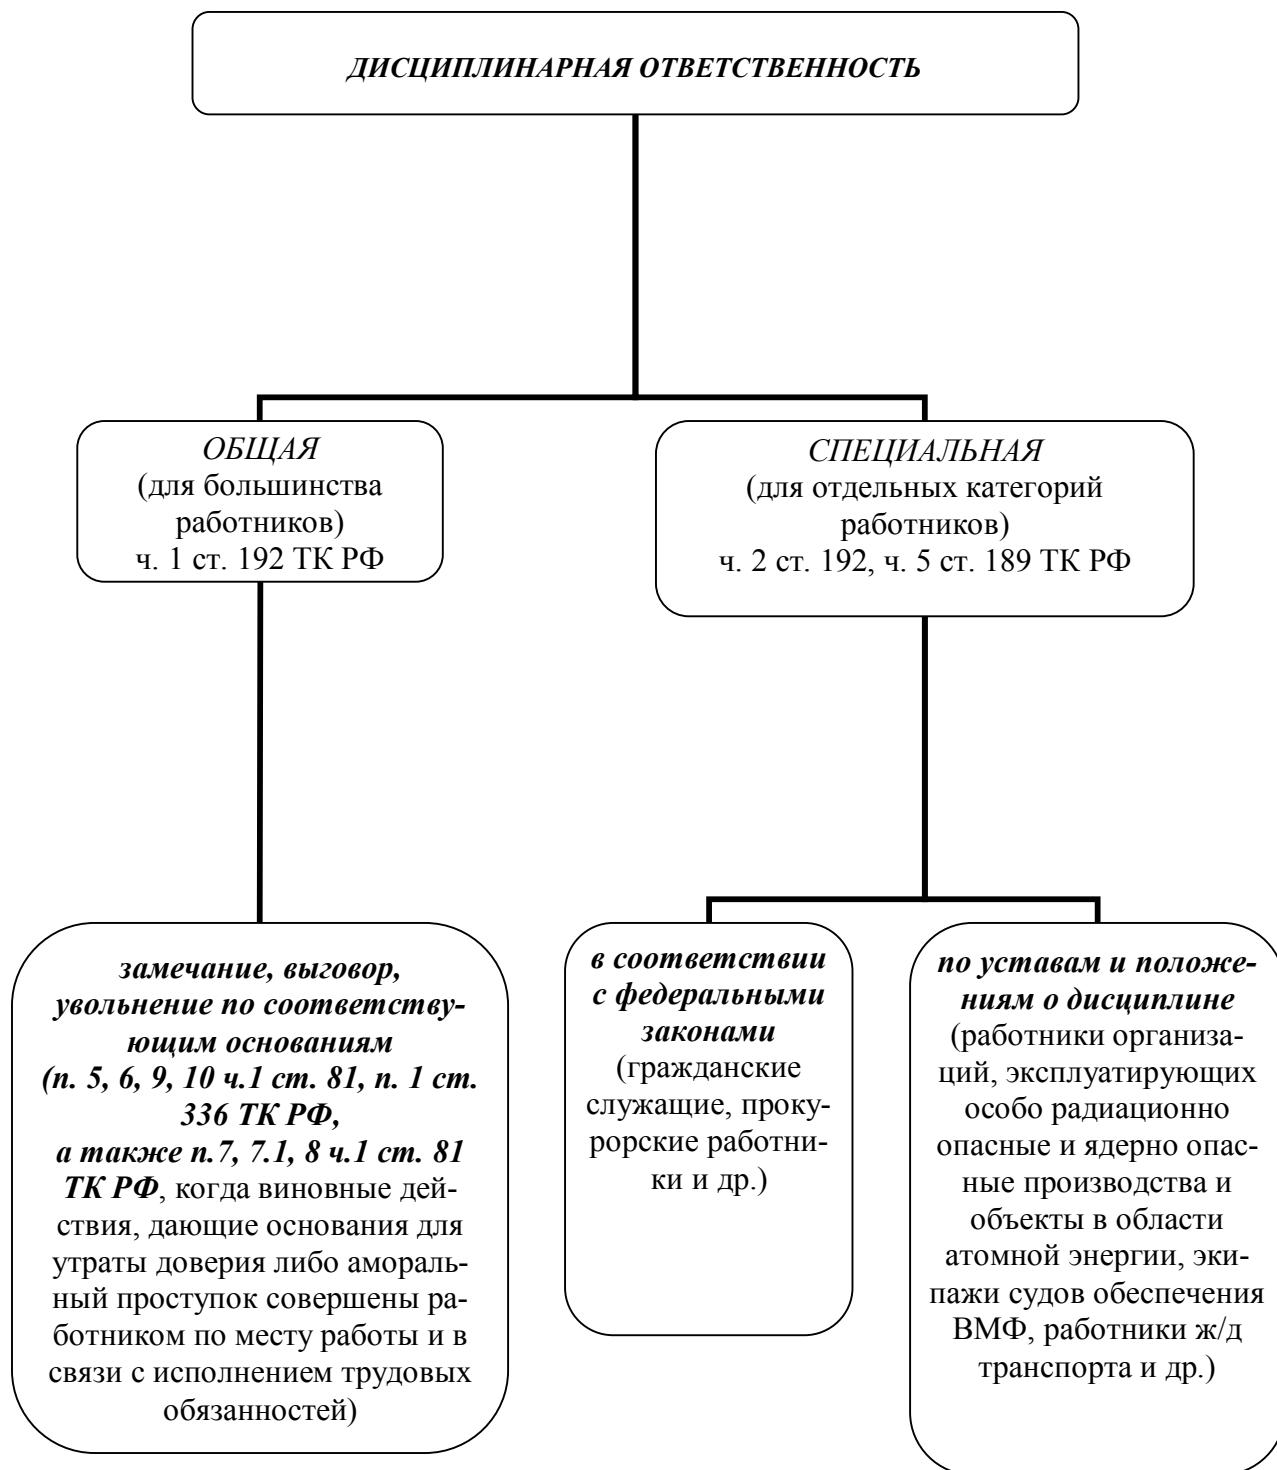 ДИСЦИПЛИНАРНАЯ ОТВЕТСТВЕННОСТЬ
ОБЩАЯ
(для большинства
работников)
ч. 1 ст. 192 ТК РФ
СПЕЦИАЛЬНАЯ
(для отдельных категорий
работников)
ч. 2 ст. 192, ч. 5 ст. 189 ТК РФ
замечание, выговор,
увольнение по соответству-
ющим основаниям
(п. 5, 6, 9, 10 ч.1 ст. 81, п. 1 ст.
336 ТК РФ,
а также п.7, 7.1, 8 ч.1 ст. 81
ТК РФ, когда виновные дей-
ствия, дающие основания для
утраты доверия либо амораль-
ный проступок совершены ра-
ботником по месту работы и в
связи с исполнением трудовых
обязанностей)
в соответствии
с федеральными
законами
(гражданские
служащие, проку-
рорские работни-
ки и др.)
по уставам и положе-
ниям о дисциплине
(работники организа-
ций, эксплуатирующих
особо радиационно
опасные и ядерно опас-
ные производства и
объекты в области
атомной энергии, эки-
пажи судов обеспечения
ВМФ, работники ж/д
транспорта и др.)